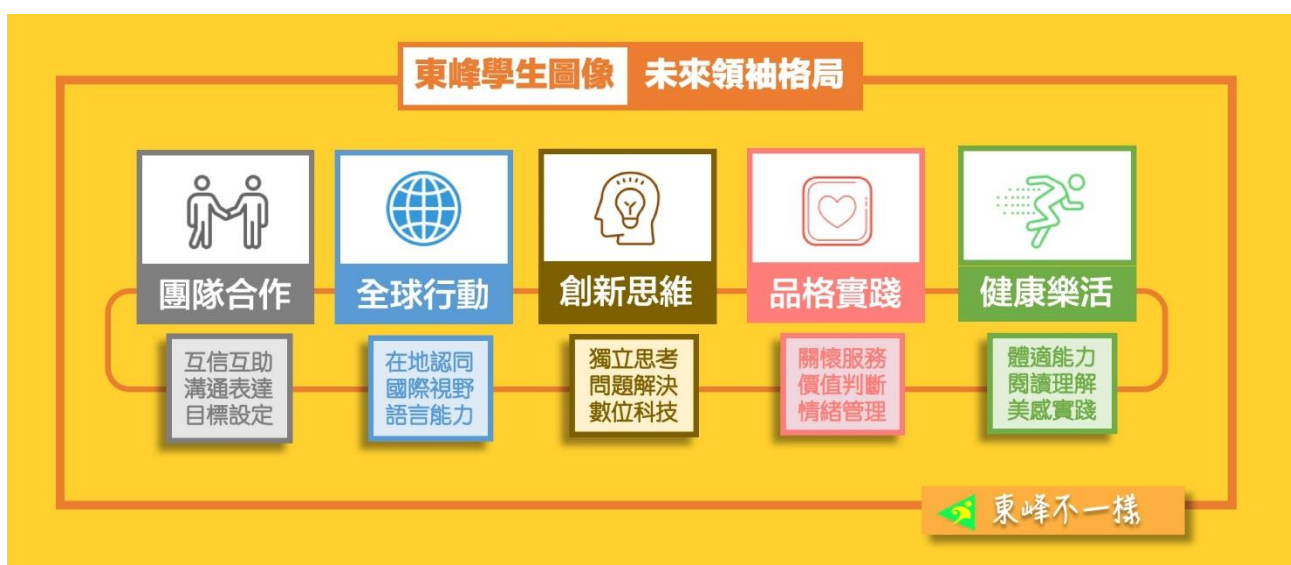 東峰學生圖像 未來領袖格局
團隊合作
互信互助
溝通表達
目標設定
全球行動
在地認同
國際視野
語言能力
創新思維
獨立思考
問題解決
數位科技
品格實踐
關懷服務
價值判斷
情緒管理
健康樂活
體適能力
閱讀理解
美感實踐
東峰不一樣